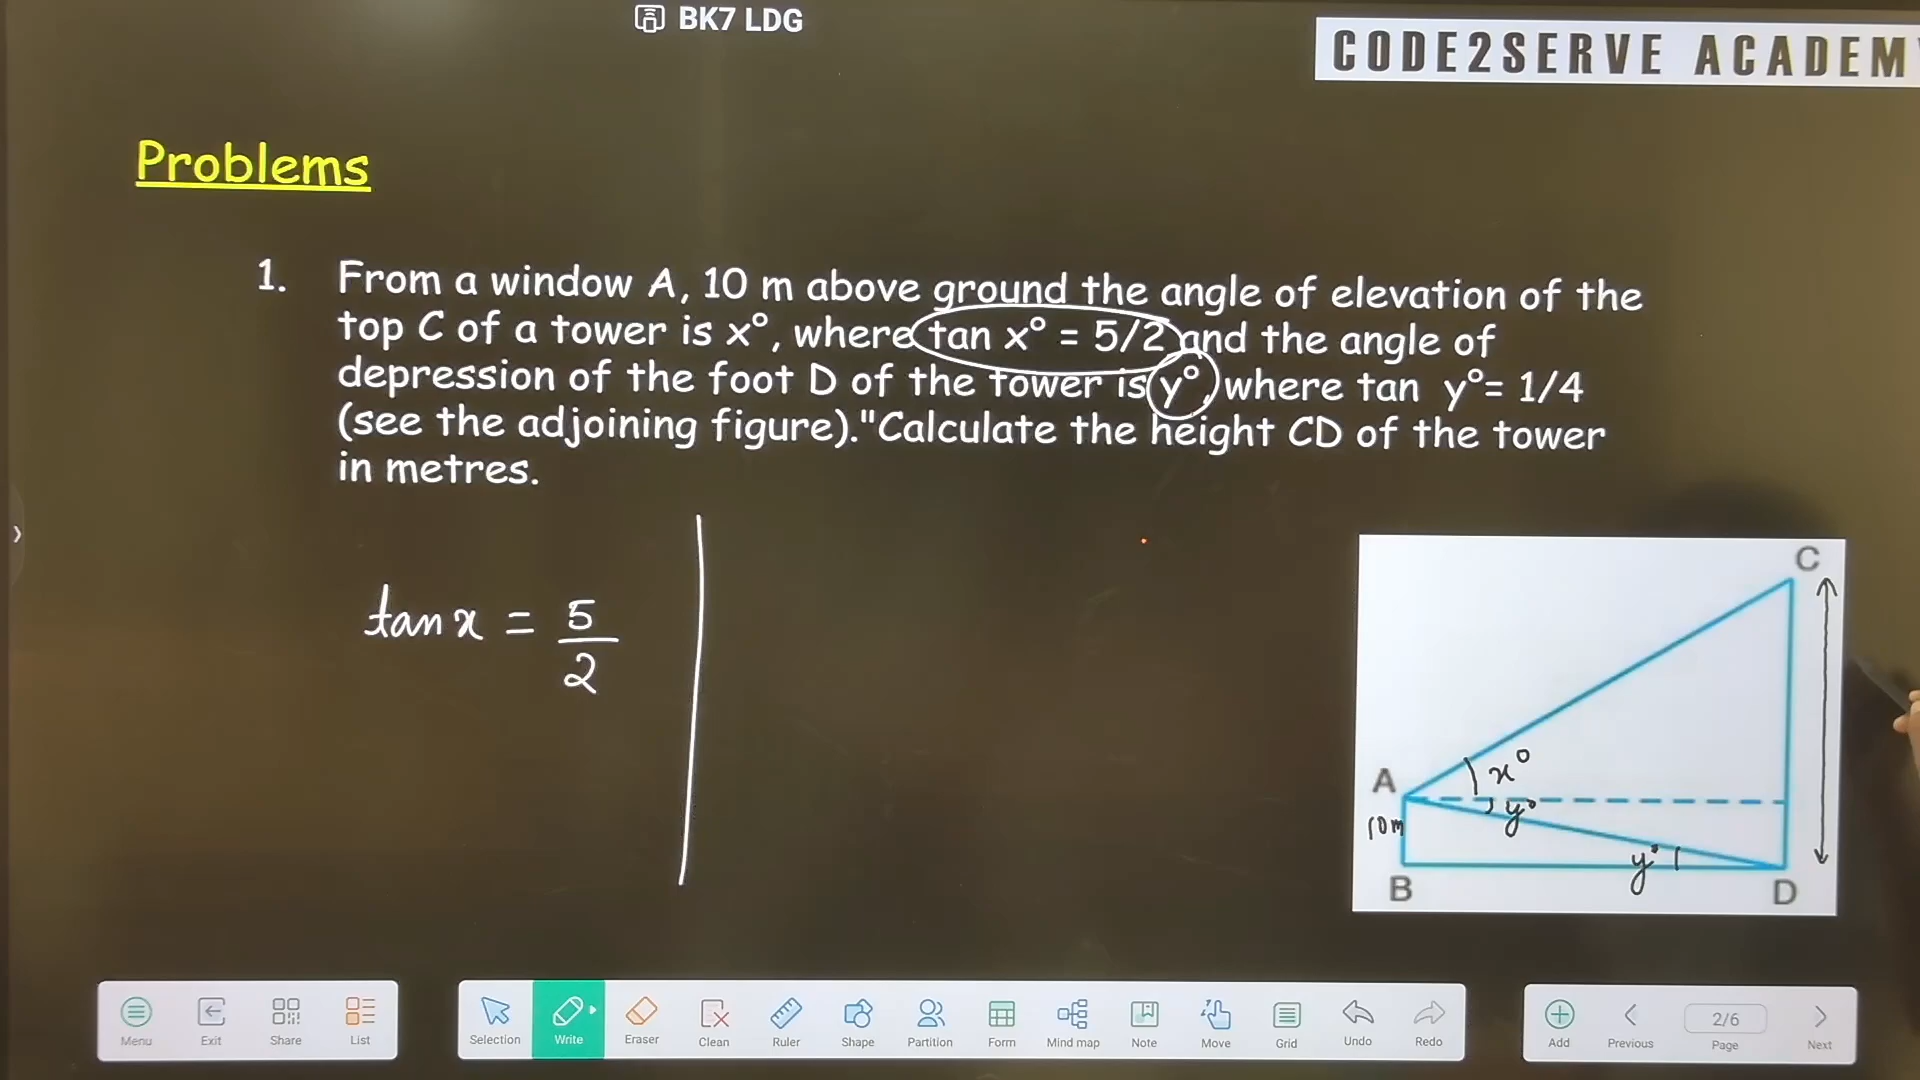 BK7 LDG
CODE2SERVE ACADEM
Problems
1. From a window A, 10 m above ground the angle of elevation of the
top C of a tower is x°, where tan x° = 5/2 and the angle of
depression of the foot D of the tower is y°, where tan y°= 1/4
(see the adjoining figure)."Calculate the height CD of the tower
in metres.
tan x = 5/2
C
x°
A
y°
10m
y°
B
D
Menu Exit Share List
Selection Write Eraser Clean Ruler Shape Partition Form Mind map Note Move Grid Undo Redo
Add Previous 2/6 Page Next